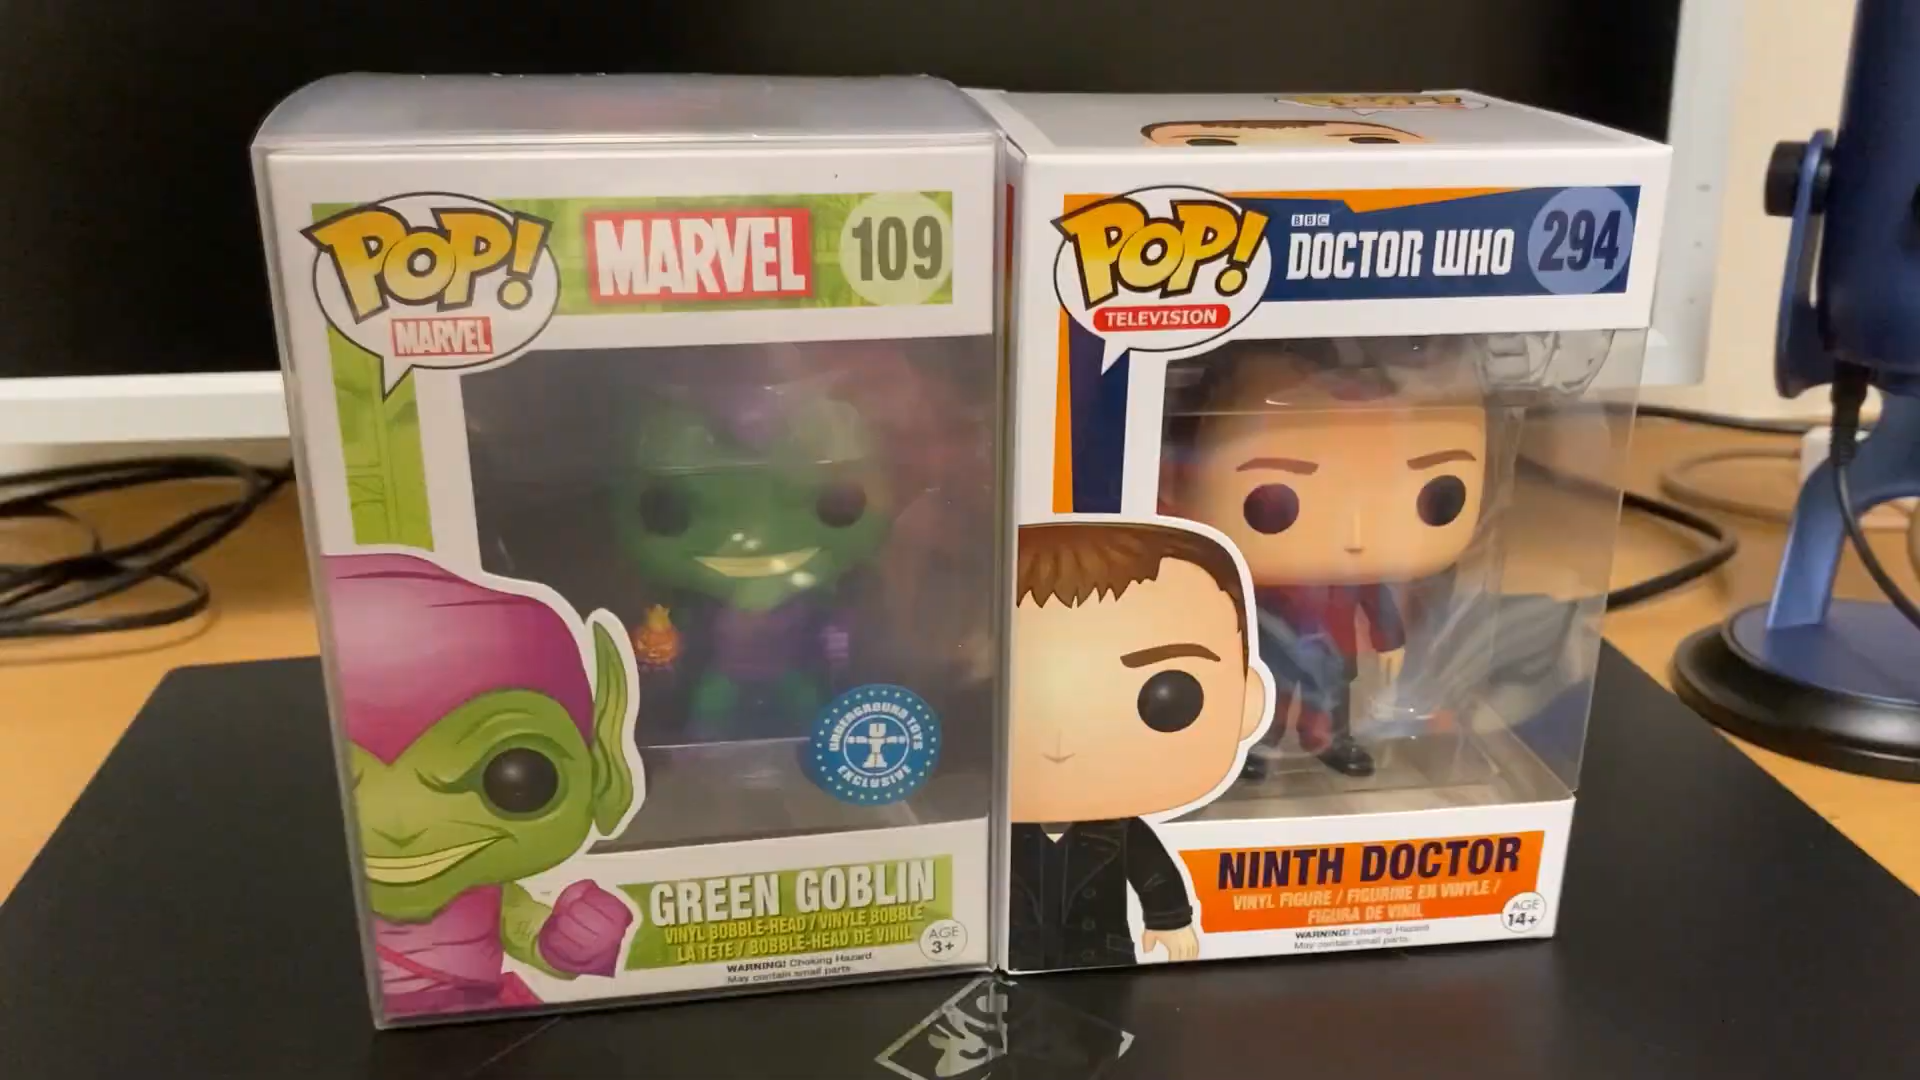 POP!
MARVEL
MARVEL
109
UNDERGROUND TOYS
EXCLUSIVE
GREEN GOBLIN
VINYL BOBBLE-HEAD / VINYLE BOBBLE
LA TÊTE / BOBBLE-HEAD DE VINIL
AGE
3+
WARNING! Choking Hazard
May contain small parts
POP!
TELEVISION
BBC
DOCTOR WHO
294
NINTH DOCTOR
VINYL FIGURE / FIGURINE EN VINYLE /
FIGURA DE VINIL
AGE
14+
WARNING! Choking Hazard
May contain small parts.